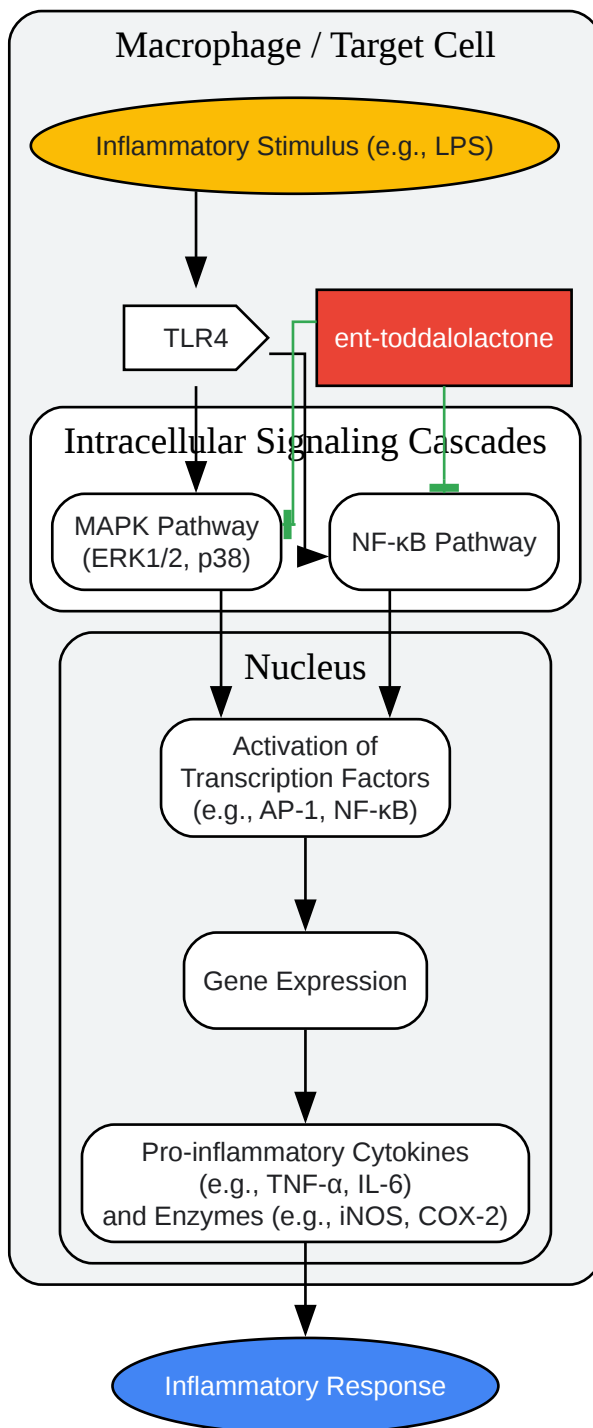 Macrophage / Target Cell
Inflammatory Stimulus (e.g., LPS)
TLR4
ent-toddalolactone
Intracellular Signaling Cascades
MAPK Pathway
(ERK1/2, p38)
NF-κB Pathway
Nucleus
Activation of
Transcription Factors
(e.g., AP-1, NF-κB)
Gene Expression
Pro-inflammatory Cytokines
(e.g., TNF-α, IL-6)
and Enzymes (e.g., iNOS, COX-2)
Inflammatory Response